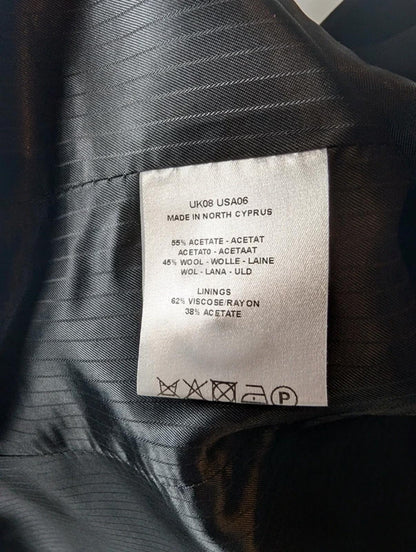 UK08 USA06
MADE IN NORTH CYPRUS
55% ACETATE - ACETAT
ACETATO - ACETAAT
45% WOOL - WOLLE - LAINE
WOL - LANA - ULD
LININGS
62% VISCOSE/RAYON
38% ACETATE
P